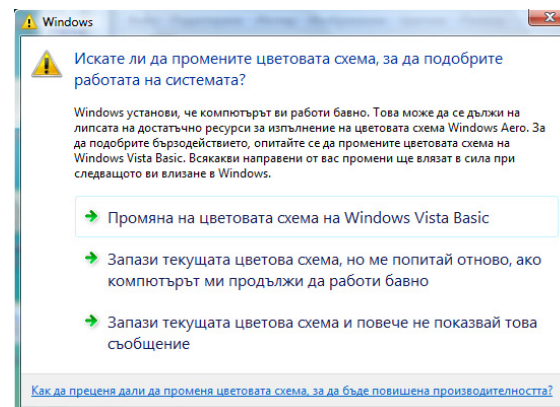 Windows
Искате ли да промените цветовата схема, за да подобрите
работата на системата?
Windows установи, че компютърът ви работи бавно. Това може да се дължи на
липсата на достатъчно ресурси за изпълнение на цветовата схема Windows Aero. За
да подобрите бързодействието, опитайте се да промените цветовата схема на
Windows Vista Basic. Всякакви направени от вас промени ще влязат в сила при
следващото ви влизане в Windows.
Промяна на цветовата схема на Windows Vista Basic
Запази текущата цветова схема, но ме попитай отново, ако
компютърът ми продължи да работи бавно
Запази текущата цветова схема и повече не показвай това
съобщение
Как да преценя дали да променя цветовата схема, за да бъде повишена производителността?